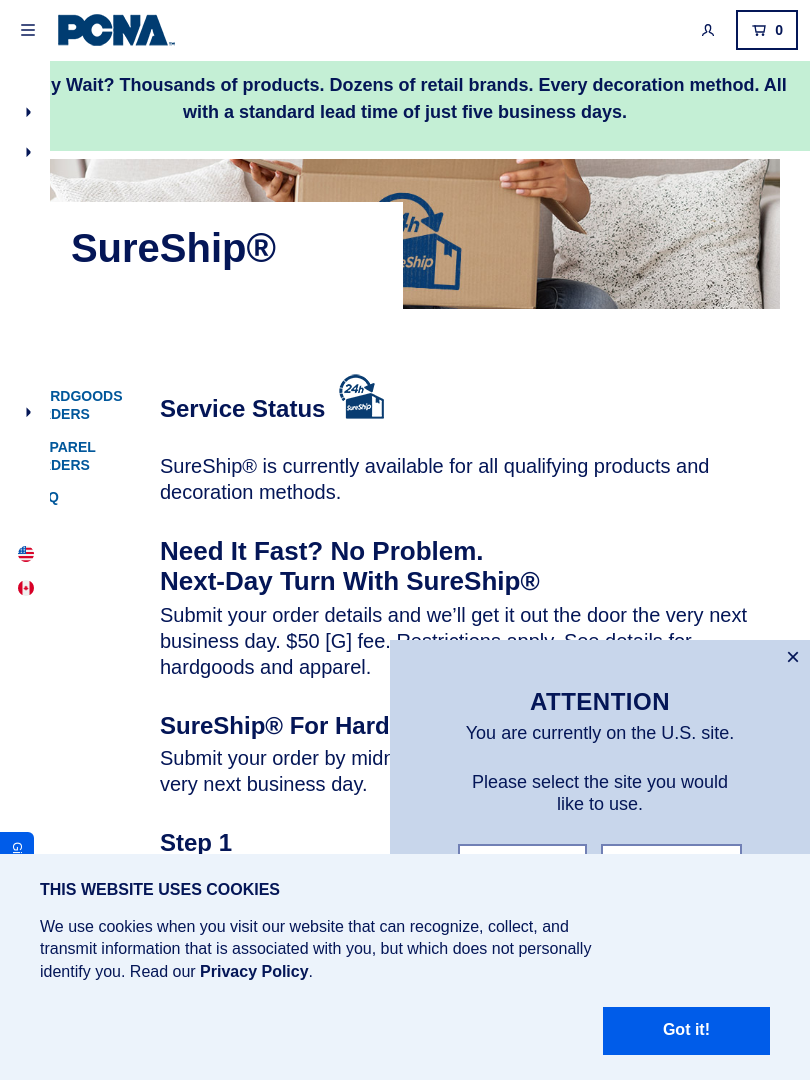 PCNA
0
y Wait? Thousands of products. Dozens of retail brands. Every decoration method. All
with a standard lead time of just five business days.
24h
SureShip®
RDGOODS
DERS
Service Status
24h
SureShip
PAREL
DERS
SureShip® is currently available for all qualifying products and
decoration methods.
Need It Fast? No Problem.
Next-Day Turn With SureShip®
Submit your order details and we’ll get it out the door the very next
business day. $50 [G] fee. Restrictions apply. See details for
hardgoods and apparel.
SureShip® For Hard
Submit your order by midn
very next business day.
Step 1
×
ATTENTION
You are currently on the U.S. site.
Please select the site you would
like to use.
THIS WEBSITE USES COOKIES
We use cookies when you visit our website that can recognize, collect, and
transmit information that is associated with you, but which does not personally
identify you. Read our Privacy Policy.
Got it!